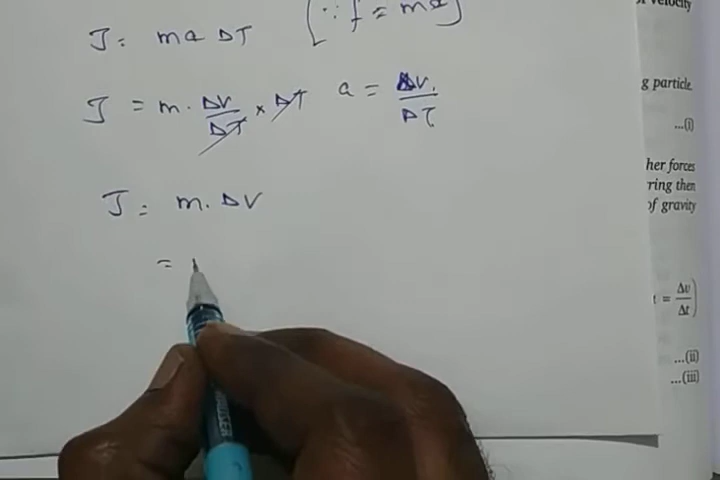 J = ma ΔT [∵ f = ma]
J = m. ΔV/ΔT × ΔT a = ΔV/ΔT
J = m. ΔV
=
velocity
g particle.
...(i)
her forces
ring then
of gravity
= Δv/Δt)
...(ii)
...(iii)